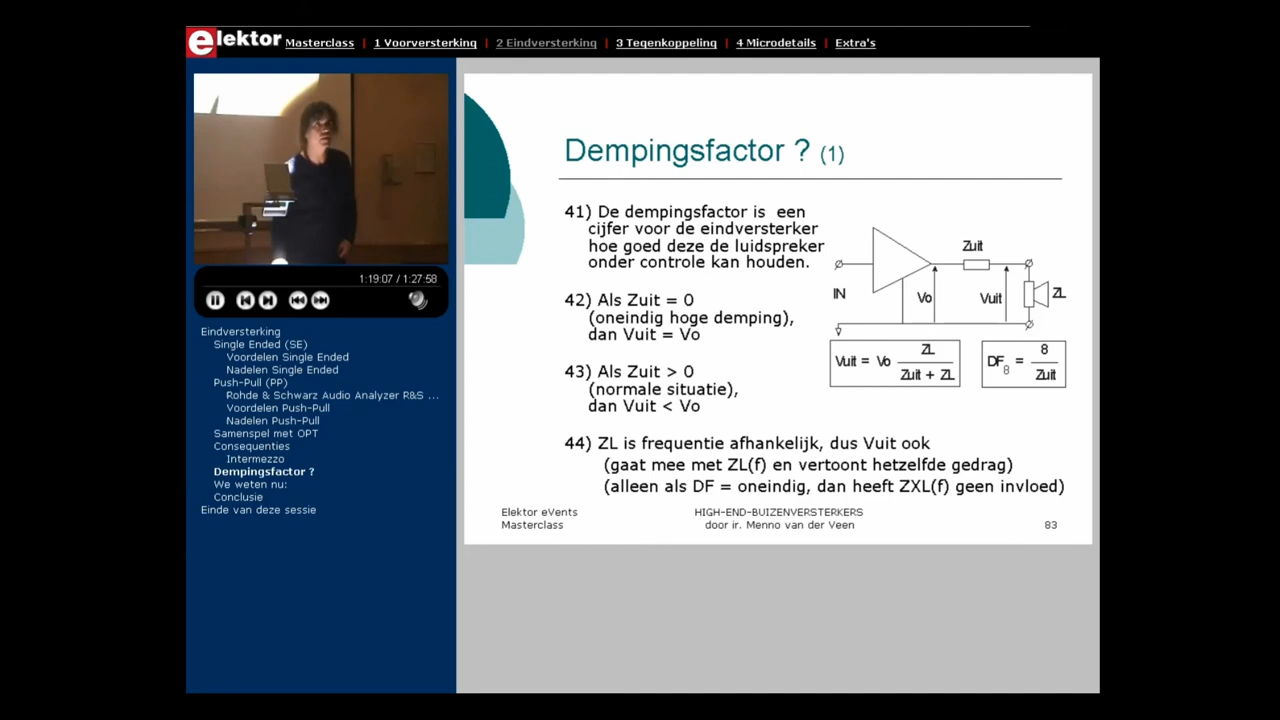 elektor Masterclass | 1 Voorversterking | 2 Eindversterking | 3 Tegenkoppeling | 4 Microdetails | Extra's
1:19:07 / 1:27:58
Eindversterking
Single Ended (SE)
Voordelen Single Ended
Nadelen Single Ended
Push-Pull (PP)
Rohde & Schwarz Audio Analyzer R&S ...
Voordelen Push-Pull
Nadelen Push-Pull
Samenspel met OPT
Consequenties
Intermezzo
Dempingsfactor ?
We weten nu:
Conclusie
Einde van deze sessie
Dempingsfactor ? (1)
41) De dempingsfactor is een
cijfer voor de eindversterker
hoe goed deze de luidspreker
onder controle kan houden.
42) Als Zuit = 0
(oneindig hoge demping),
dan Vuit = Vo
43) Als Zuit > 0
(normale situatie),
dan Vuit < Vo
44) ZL is frequentie afhankelijk, dus Vuit ook
(gaat mee met ZL(f) en vertoont hetzelfde gedrag)
(alleen als DF = oneindig, dan heeft ZXL(f) geen invloed)
Zuit
IN
Vo
Vuit
ZL
Vuit = Vo ZL / Zuit + ZL
DF8 = 8 / Zuit
Elektor eVents
Masterclass
HIGH-END-BUIZENVERSTERKERS
door ir. Menno van der Veen
83